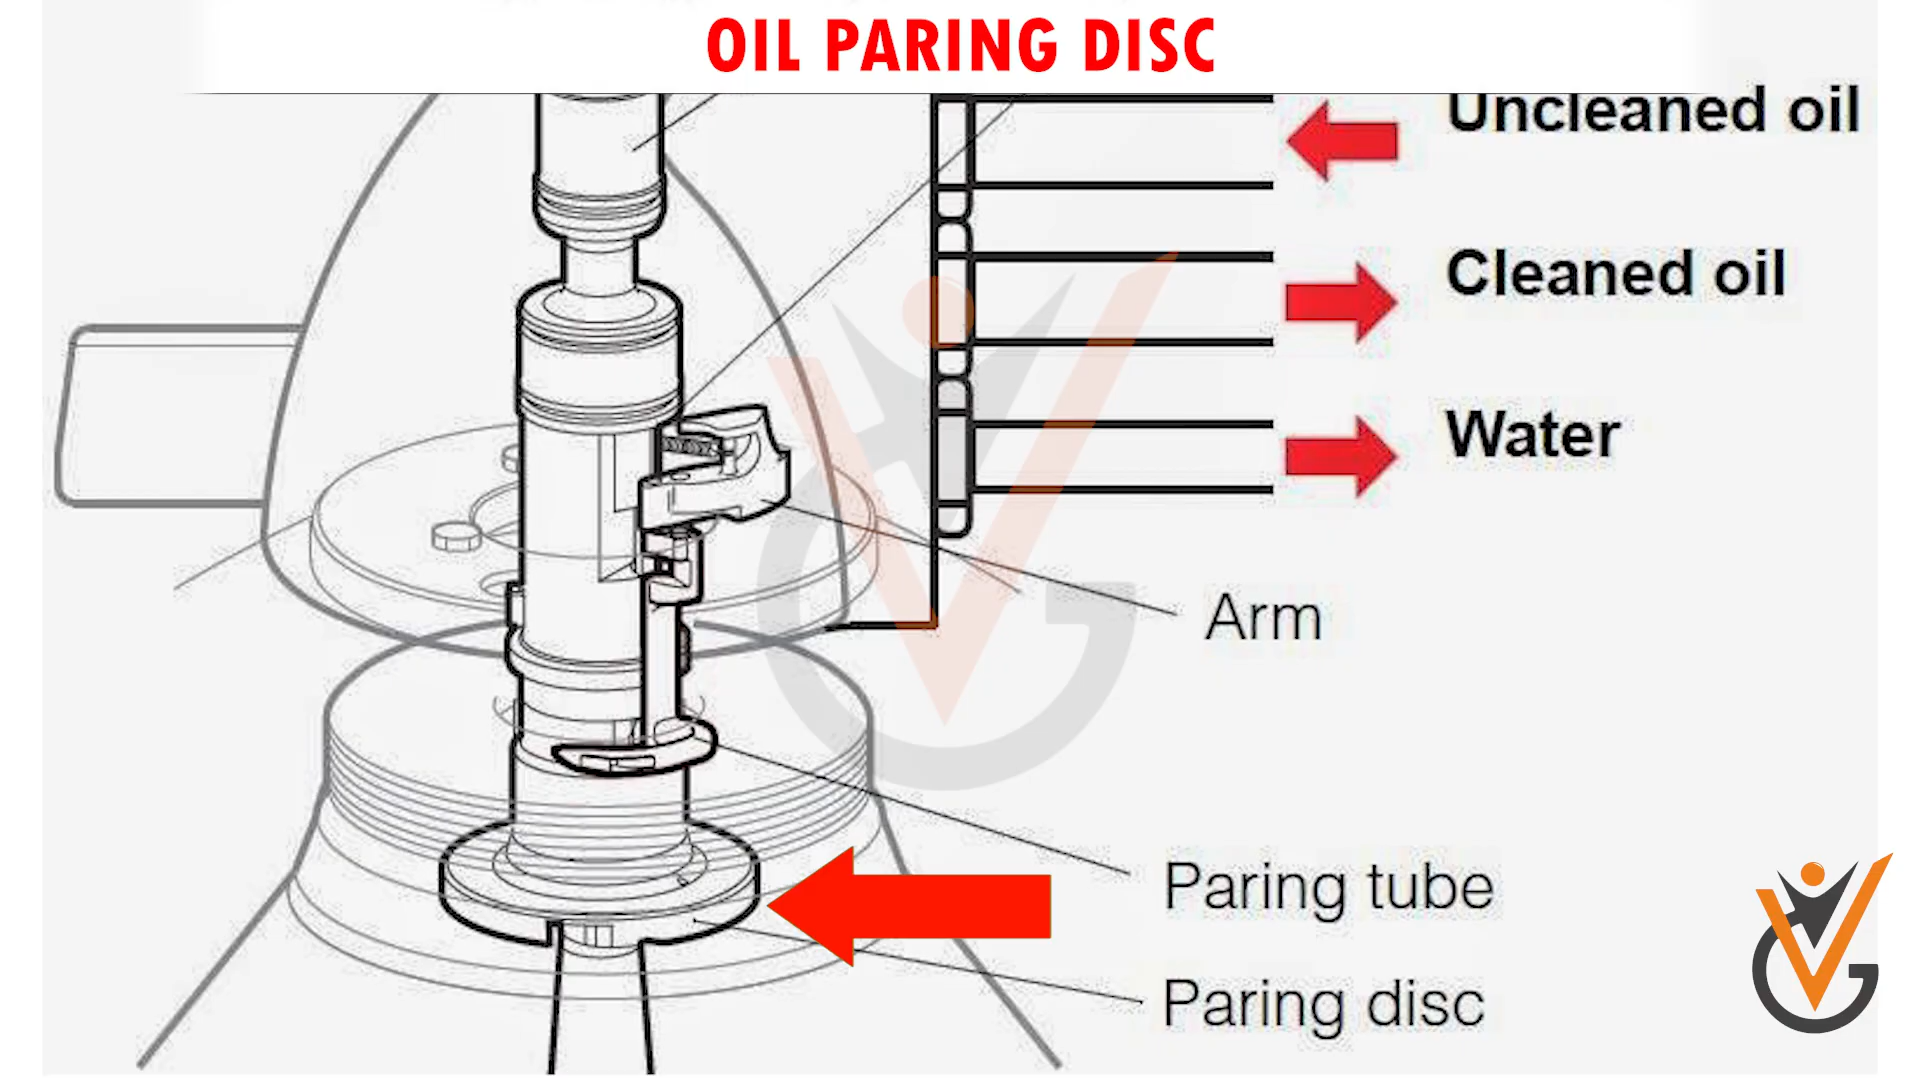 OIL PARING DISC
Uncleaned oil
Cleaned oil
Water
Arm
Paring tube
Paring disc